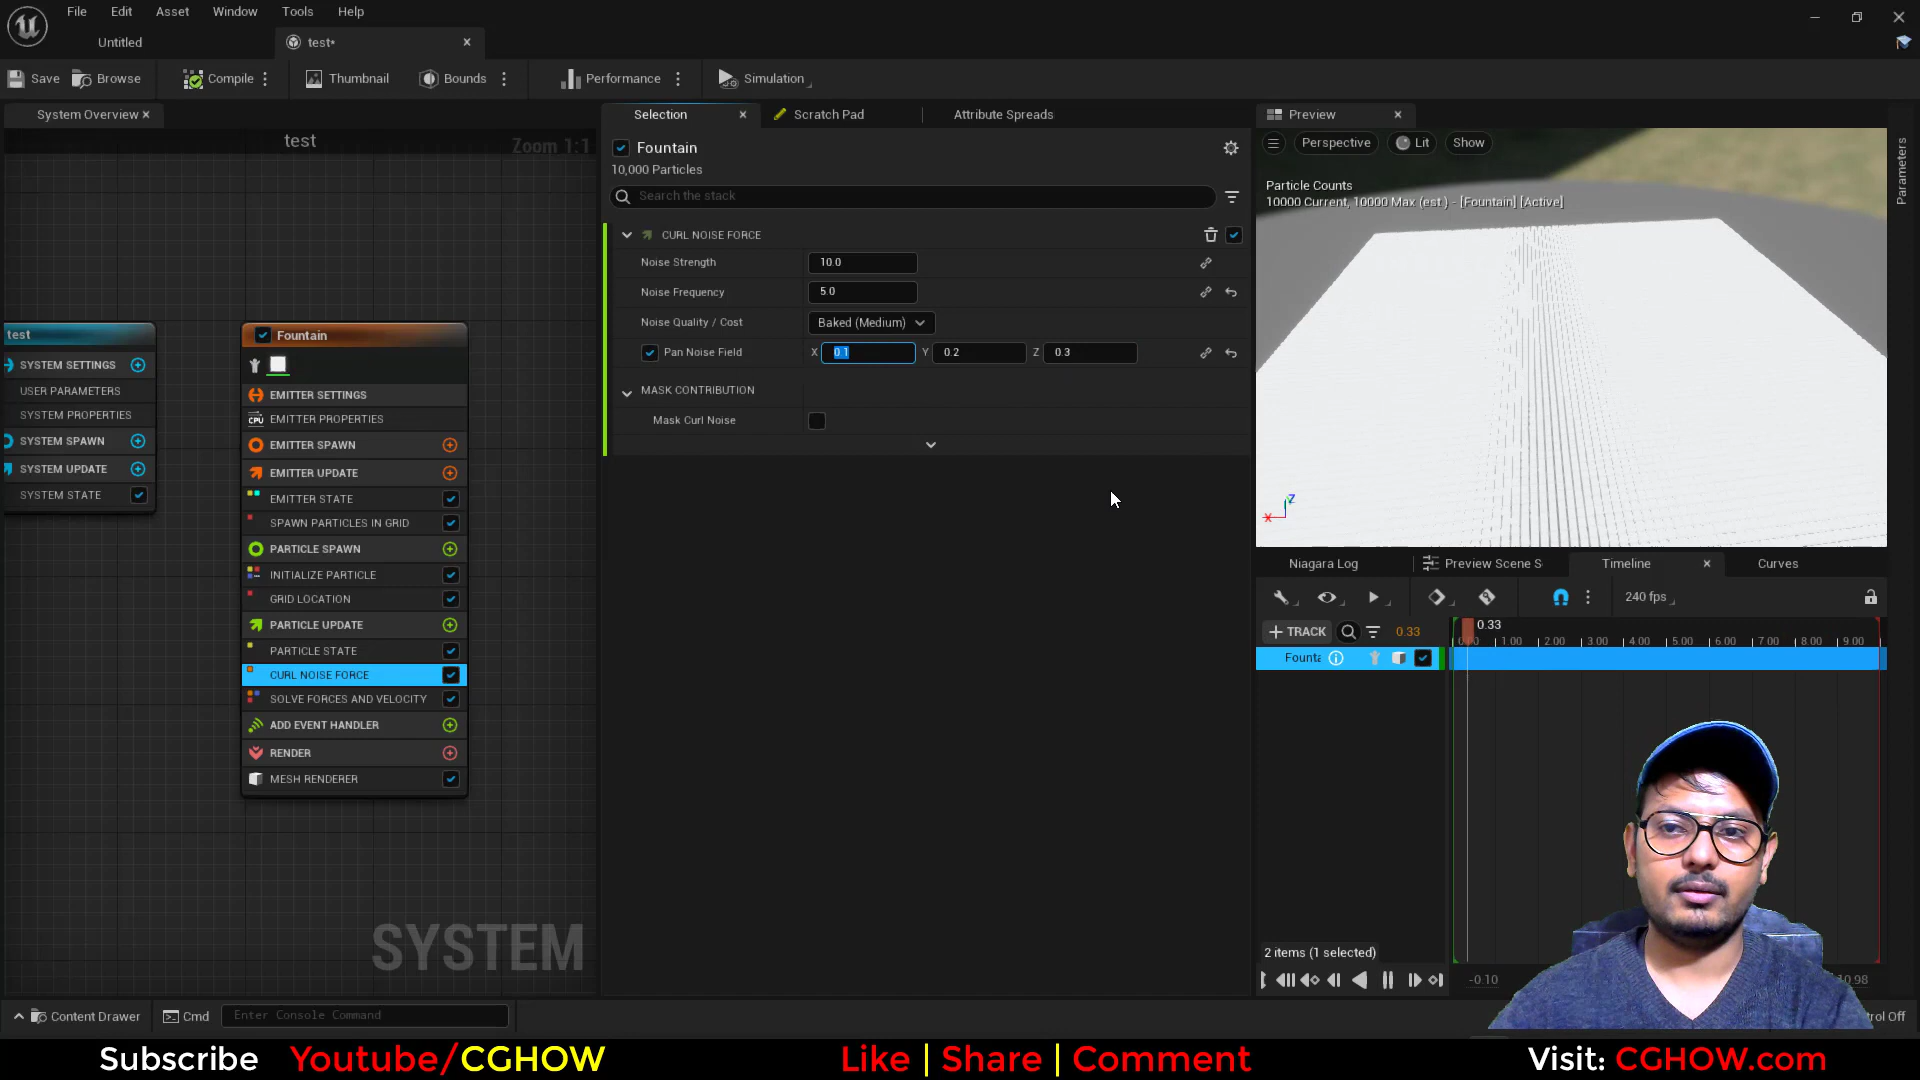 File Edit Asset Window Tools Help
Untitled test*
Save Browse Compile Thumbnail Bounds Performance Simulation
System Overview
test
Zoom 1:1
test
SYSTEM SETTINGS
USER PARAMETERS
SYSTEM PROPERTIES
SYSTEM SPAWN
SYSTEM UPDATE
SYSTEM STATE
Fountain
EMITTER SETTINGS
CPU EMITTER PROPERTIES
EMITTER SPAWN
EMITTER UPDATE
EMITTER STATE
SPAWN PARTICLES IN GRID
PARTICLE SPAWN
INITIALIZE PARTICLE
GRID LOCATION
PARTICLE UPDATE
PARTICLE STATE
CURL NOISE FORCE
SOLVE FORCES AND VELOCITY
ADD EVENT HANDLER
RENDER
MESH RENDERER
SYSTEM
Selection Scratch Pad Attribute Spreads
Fountain
10,000 Particles
Search the stack
CURL NOISE FORCE
Noise Strength 10.0
Noise Frequency 5.0
Noise Quality / Cost Baked (Medium)
Pan Noise Field X 0.1 Y 0.2 Z 0.3
MASK CONTRIBUTION
Mask Curl Noise
Preview
Perspective Lit Show
Particle Counts
10000 Current, 10000 Max (est.) - [Fountain] [Active]
Z
X
Parameters
Niagara Log Preview Scene S Timeline Curves
240 fps
TRACK 0.33 0.33
0.00 1.00 2.00 3.00 4.00 5.00 6.00 7.00 8.00 9.00
Founta
2 items (1 selected)
-0.10 10.98
Content Drawer Cmd Enter Console Command trol Off
Subscribe Youtube/CGHOW Like | Share | Comment Visit: CGHOW.com